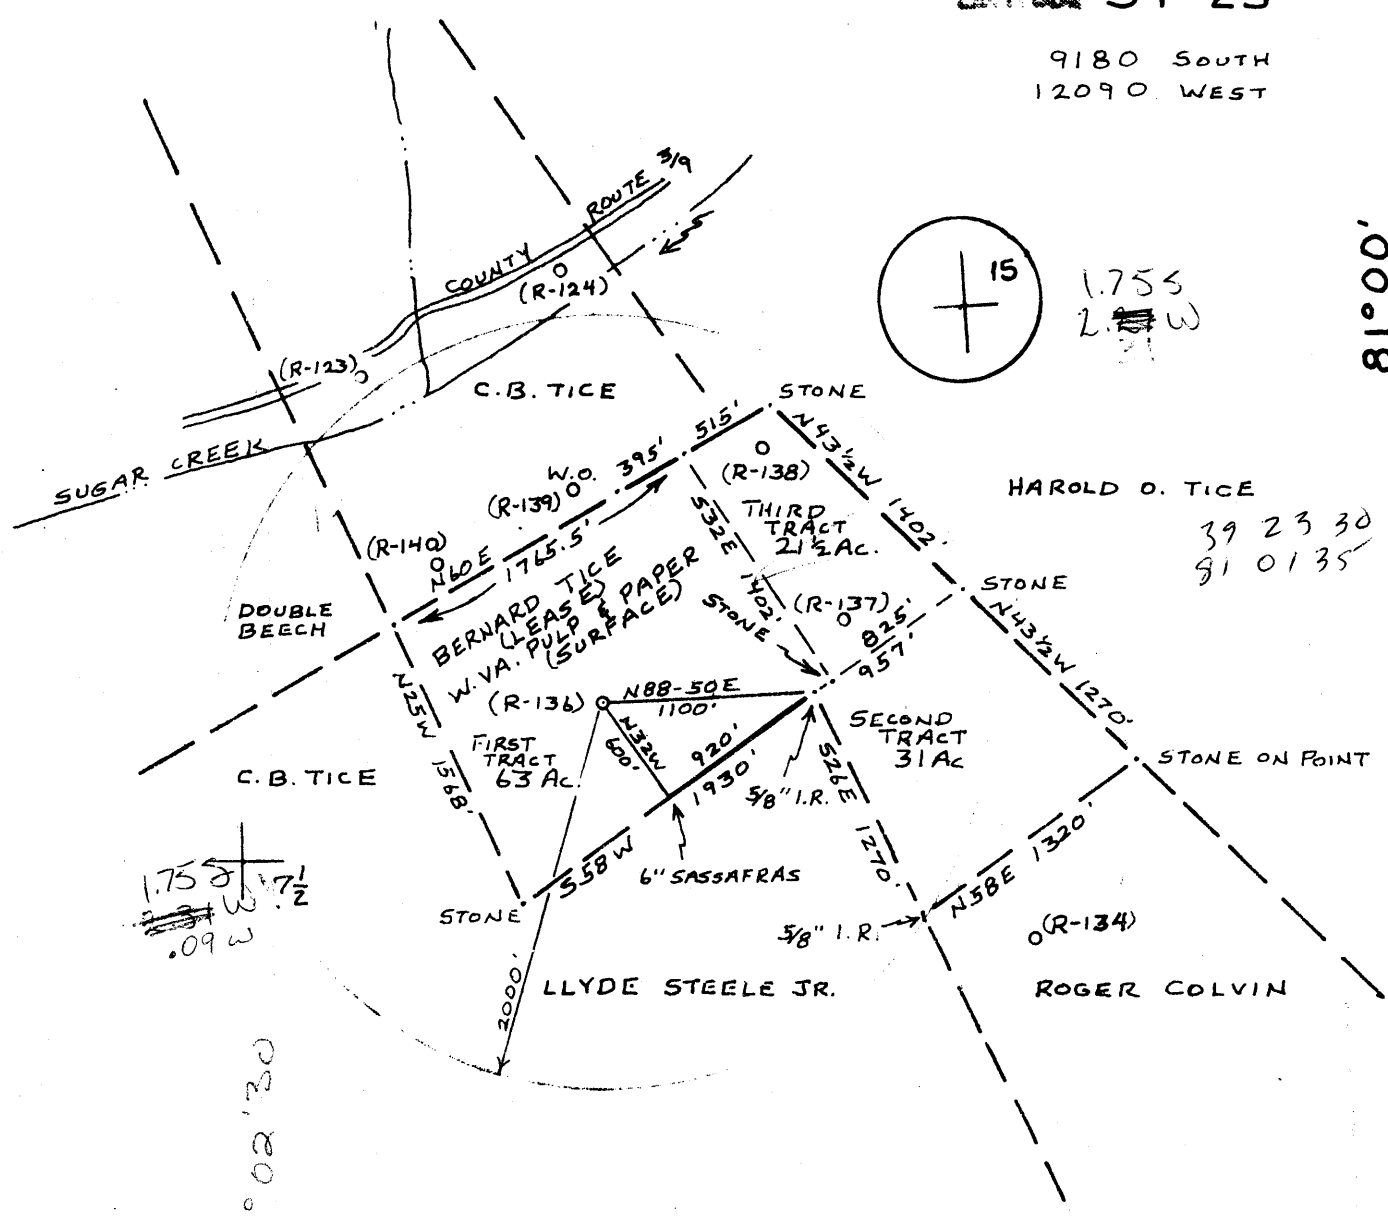 9180 SOUTH
12090 WEST
COUNTY ROUTE 3/9
(R-124)
15
1.75 S
2. W
81°00'
(R-123)
C.B. TICE
STONE
SUGAR CREEK
515'
N43½W 1402'
W.O. 395'
(R-138)
(R-139)
HAROLD O. TICE
THIRD
TRACT
21½ Ac.
39 23 30
81 01 35
S32E 1402'
(R-140)
N60E 1765.5'
STONE
DOUBLE
BEECH
BERNARD TICE
(LEASE)
W.VA. PULP & PAPER
(SURFACE)
STONE
(R-137)
825'
957'
N43½W 1270'
N25W 1568'
(R-136)
N88-50E
1100'
N32W
600'
FIRST
TRACT
63 Ac.
920'
1930'
SECOND
TRACT
31 Ac
STONE ON POINT
C.B. TICE
5/8" I.R.
S26E 1270'
S58W
6" SASSAFRAS
N58E 1320'
1.75 S
W
.09 W
7½
STONE
5/8" I.R.
(R-134)
2000'
LLYDE STEELE JR.
ROGER COLVIN
° 02 ' 30